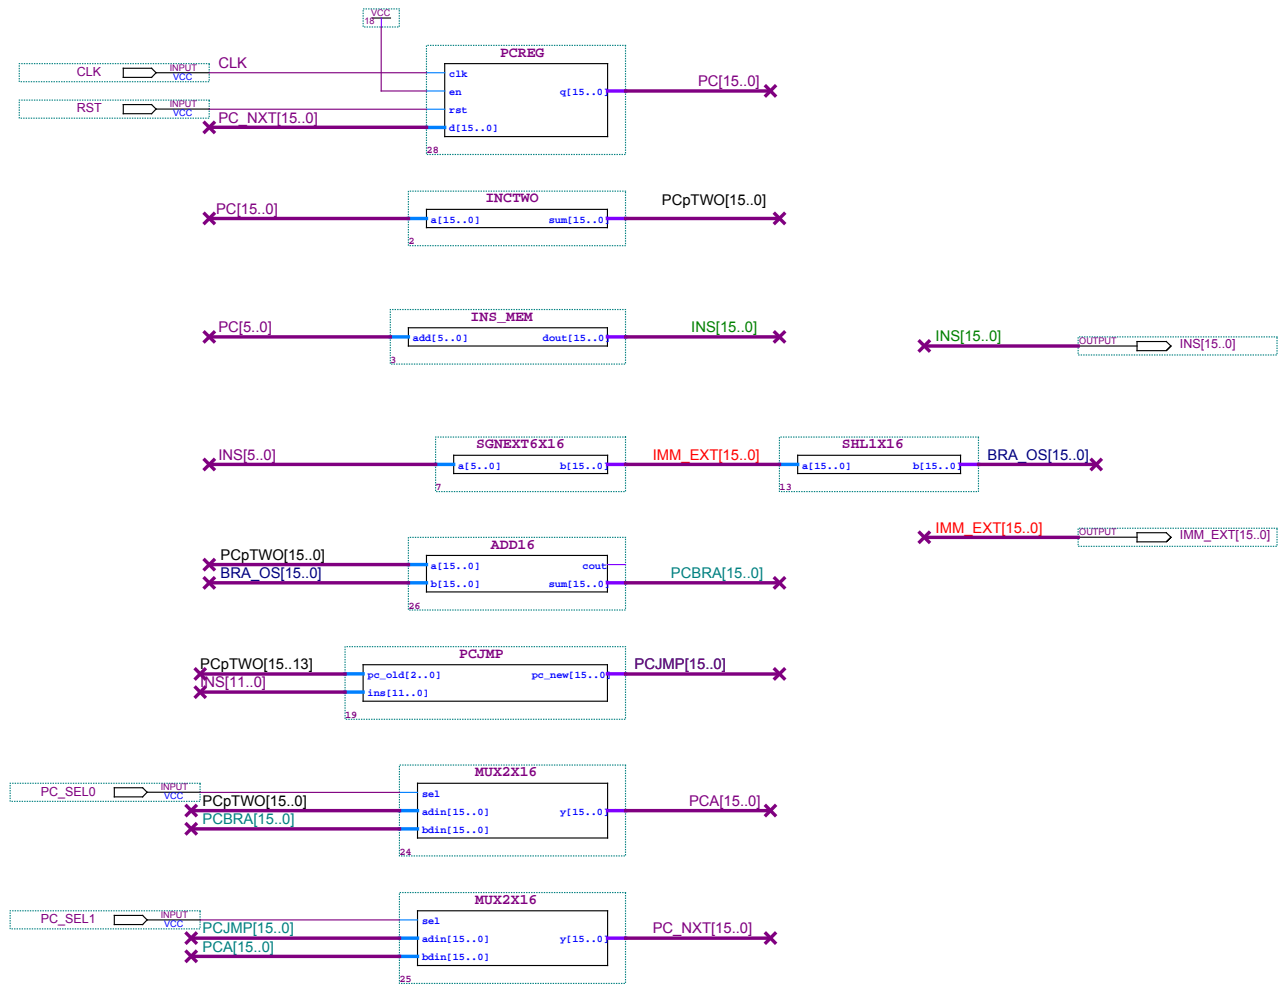 VCC
18
PCREG
CLK INPUT VCC CLK
clk
PC[15..0]
en q[15..0]
RST INPUT VCC
rst
PC_NXT[15..0]
d[15..0]
28
INCTWO
PC[15..0] PCpTWO[15..0]
a[15..0] sum[15..0]
2
INS_MEM
PC[5..0] INS[15..0] INS[15..0]
add[5..0] dout[15..0]
OUTPUT INS[15..0]
3
SGNEXT6X16 SHL1X16
INS[5..0] IMM_EXT[15..0] BRA_OS[15..0]
a[5..0] b[15..0] a[15..0] b[15..0]
7 13
IMM_EXT[15..0] OUTPUT IMM_EXT[15..0]
ADD16
PCpTWO[15..0]
a[15..0] cout
BRA_OS[15..0] PCBRA[15..0]
b[15..0] sum[15..0]
26
PCJMP
PCpTWO[15..13] PCJMP[15..0]
pc_old[2..0] pc_new[15..0]
INS[11..0]
ins[11..0]
19
MUX2X16
PC_SEL0 INPUT VCC
sel
PCpTWO[15..0] PCA[15..0]
adin[15..0] y[15..0]
PCBRA[15..0]
bdin[15..0]
24
MUX2X16
PC_SEL1 INPUT VCC
sel
PCJMP[15..0] PC_NXT[15..0]
adin[15..0] y[15..0]
PCA[15..0]
bdin[15..0]
25